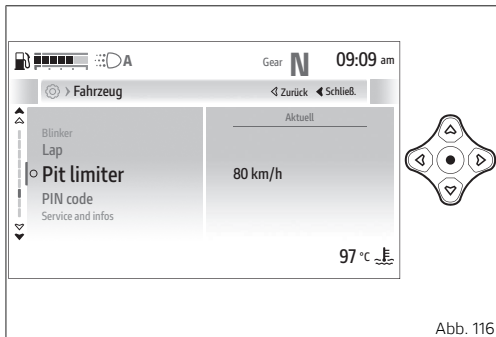 A Gear N 09:09 am
› Fahrzeug Zurück Schließ.
Aktuell
Blinker
Lap
Pit limiter 80 km/h
PIN code
Service and infos
97 °C
Abb. 116